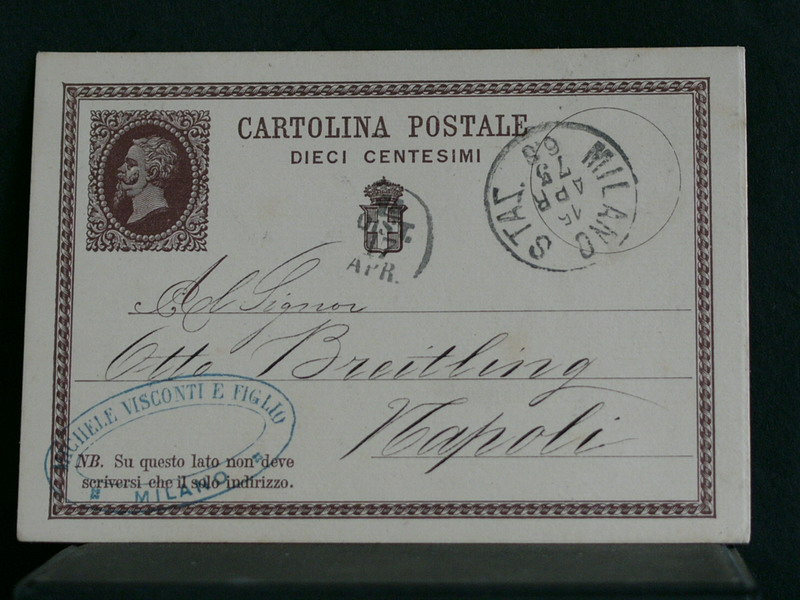 CARTOLINA POSTALE
DIECI CENTESIMI
MILANO
STAZ.
DIST.
APR.
Al Signor
Otto Breitling
Napoli
MICHELE VISCONTI E FIGLIO
MILANO
NB. Su questo lato non deve
scriversi che il solo indirizzo.